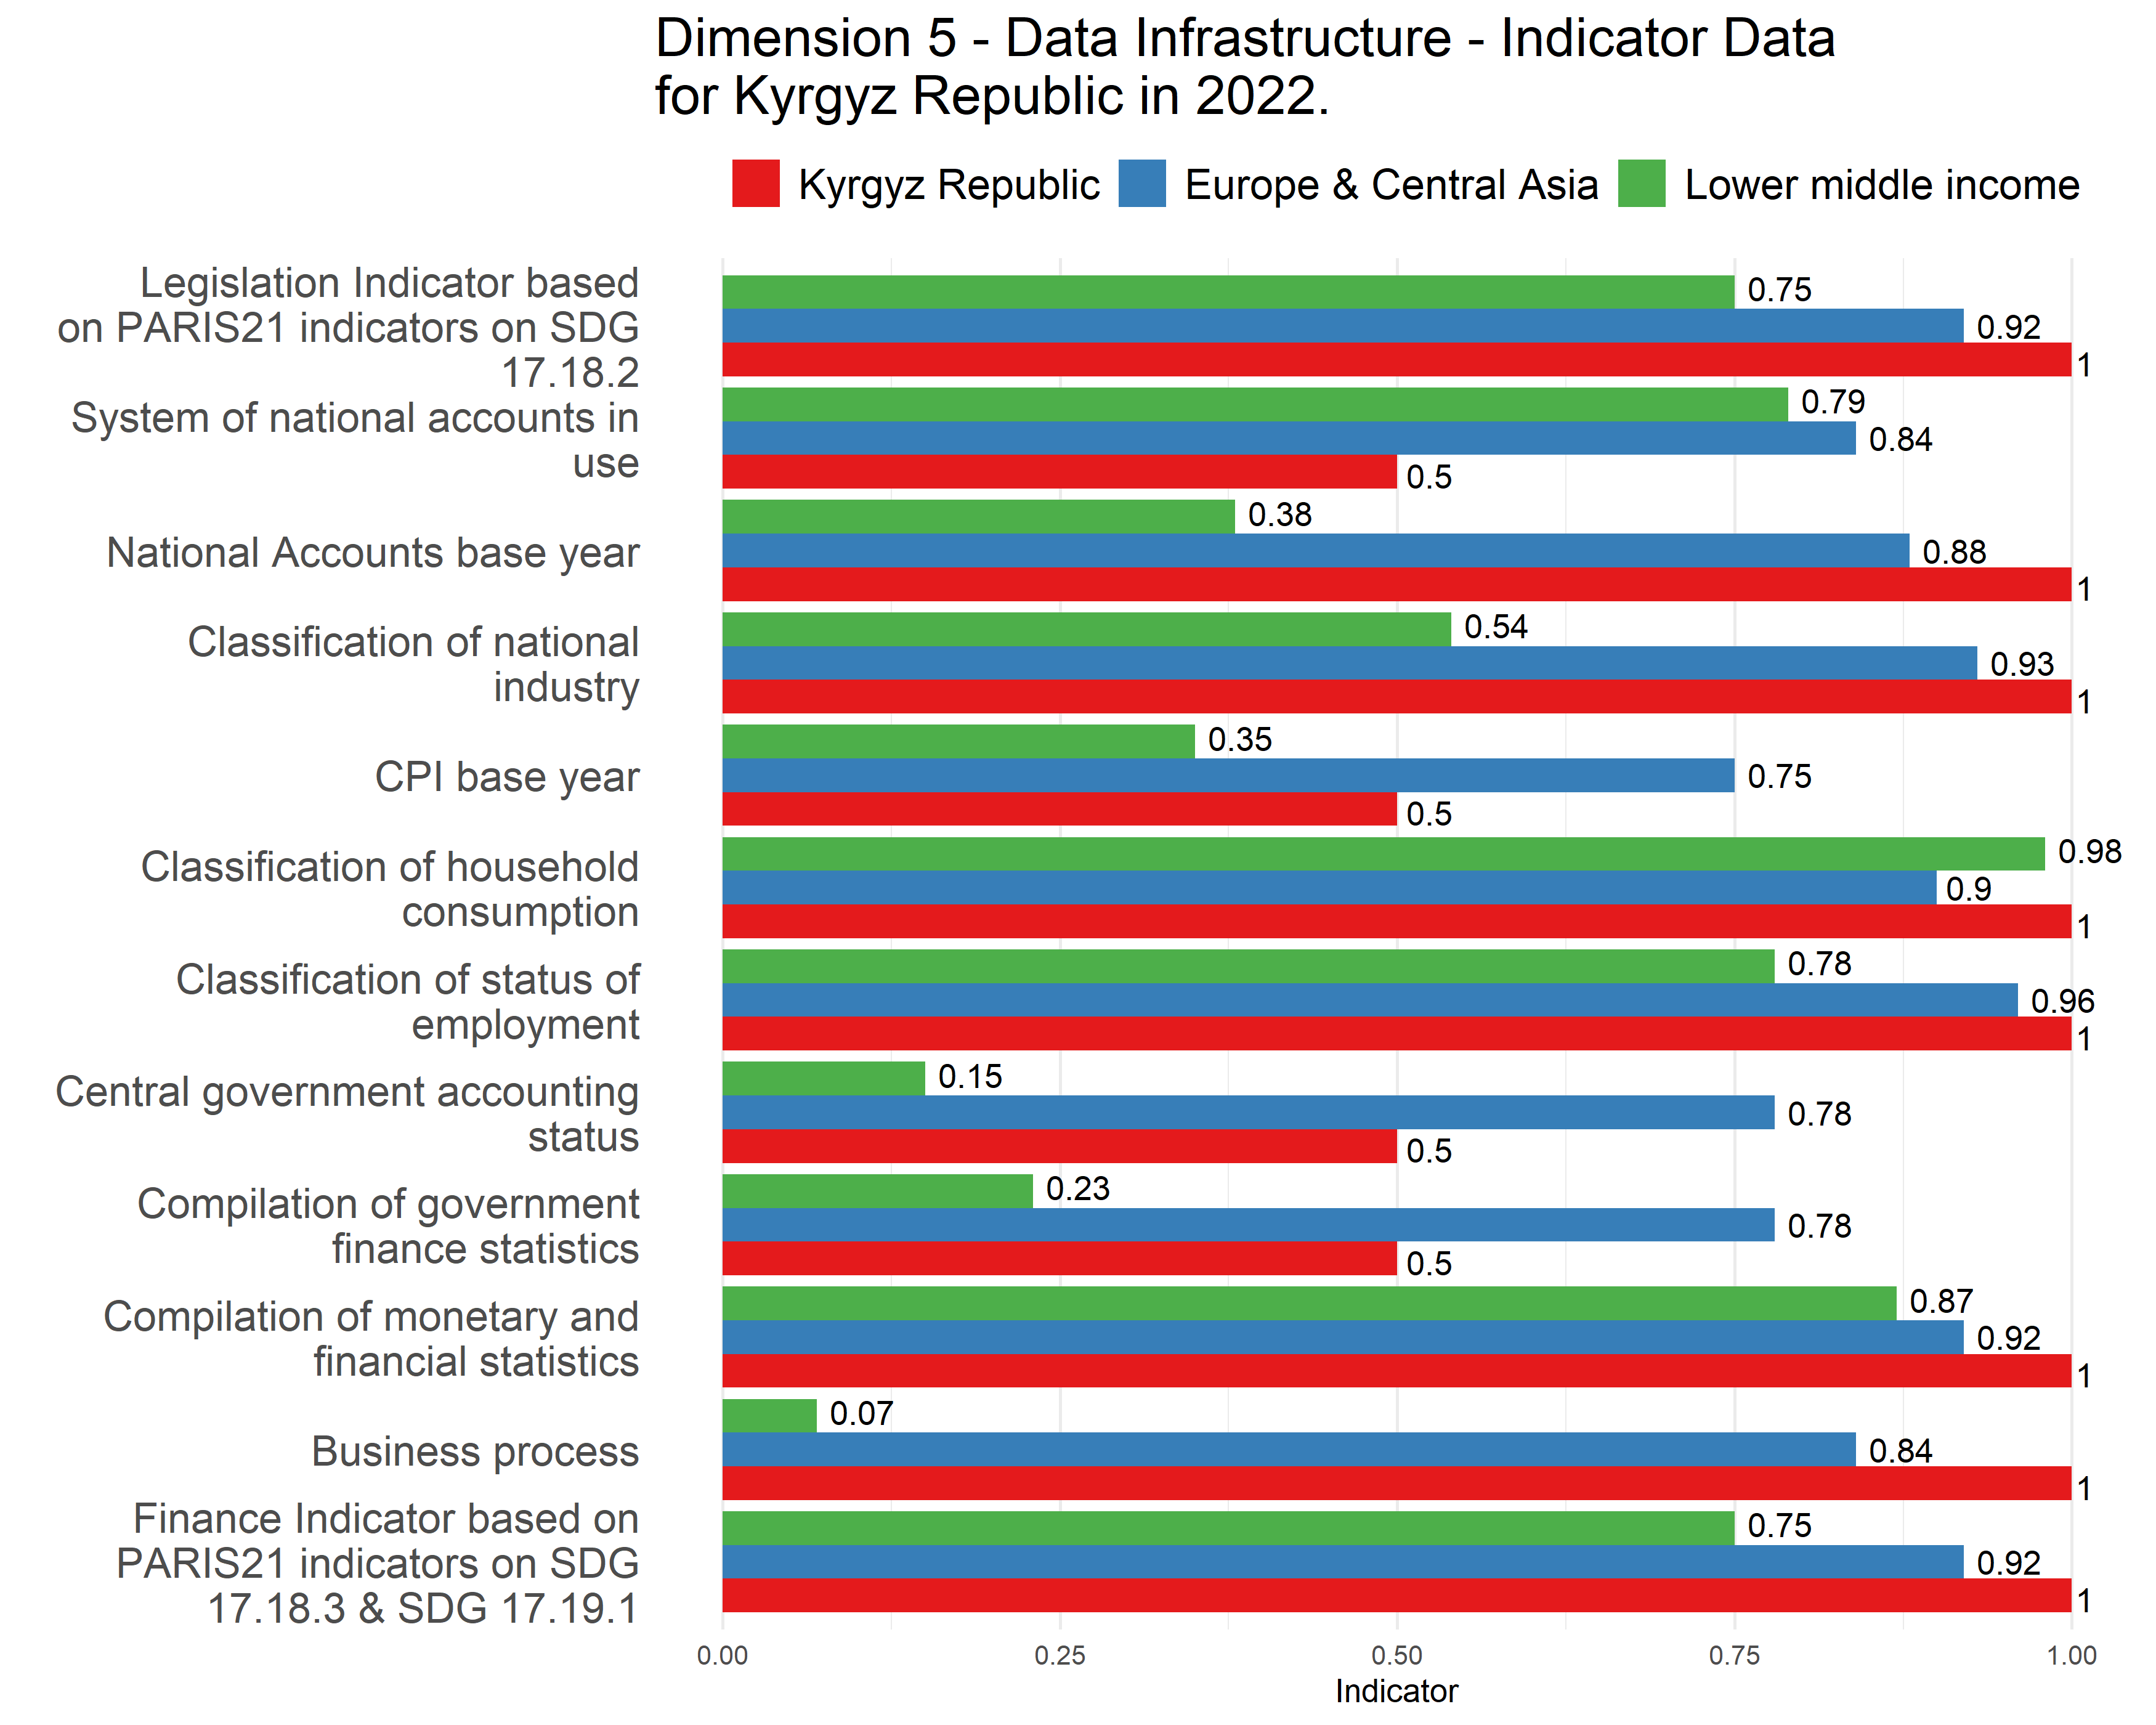 Dimension 5 - Data Infrastructure - Indicator Data
for Kyrgyz Republic in 2022.
Kyrgyz Republic Europe & Central Asia Lower middle income
Legislation Indicator based
on PARIS21 indicators on SDG
17.18.2
0.75
0.92
1
System of national accounts in
use
0.79
0.84
0.5
National Accounts base year
0.38
0.88
1
Classification of national
industry
0.54
0.93
1
CPI base year
0.35
0.75
0.5
Classification of household
consumption
0.98
0.9
1
Classification of status of
employment
0.78
0.96
1
Central government accounting
status
0.15
0.78
0.5
Compilation of government
finance statistics
0.23
0.78
0.5
Compilation of monetary and
financial statistics
0.87
0.92
1
Business process
0.07
0.84
1
Finance Indicator based on
PARIS21 indicators on SDG
17.18.3 & SDG 17.19.1
0.75
0.92
1
0.00 0.25 0.50 0.75 1.00
Indicator